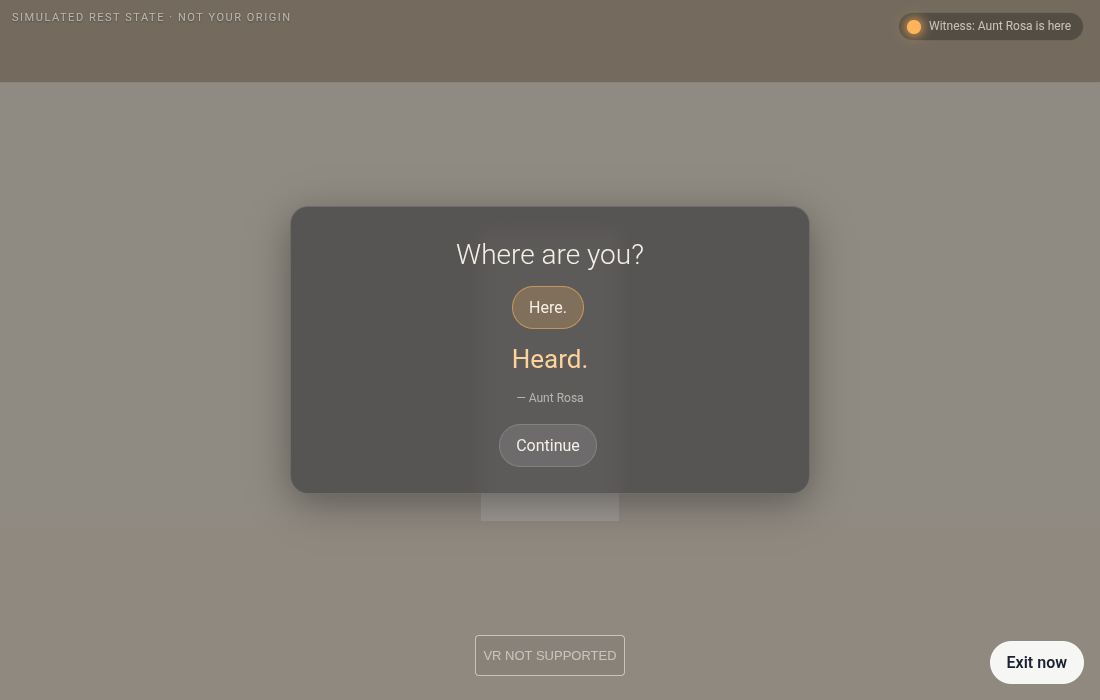 SIMULATED REST STATE · NOT YOUR ORIGIN
Witness: Aunt Rosa is here
Where are you?
Here.
Heard.
— Aunt Rosa
Continue
VR NOT SUPPORTED
Exit now